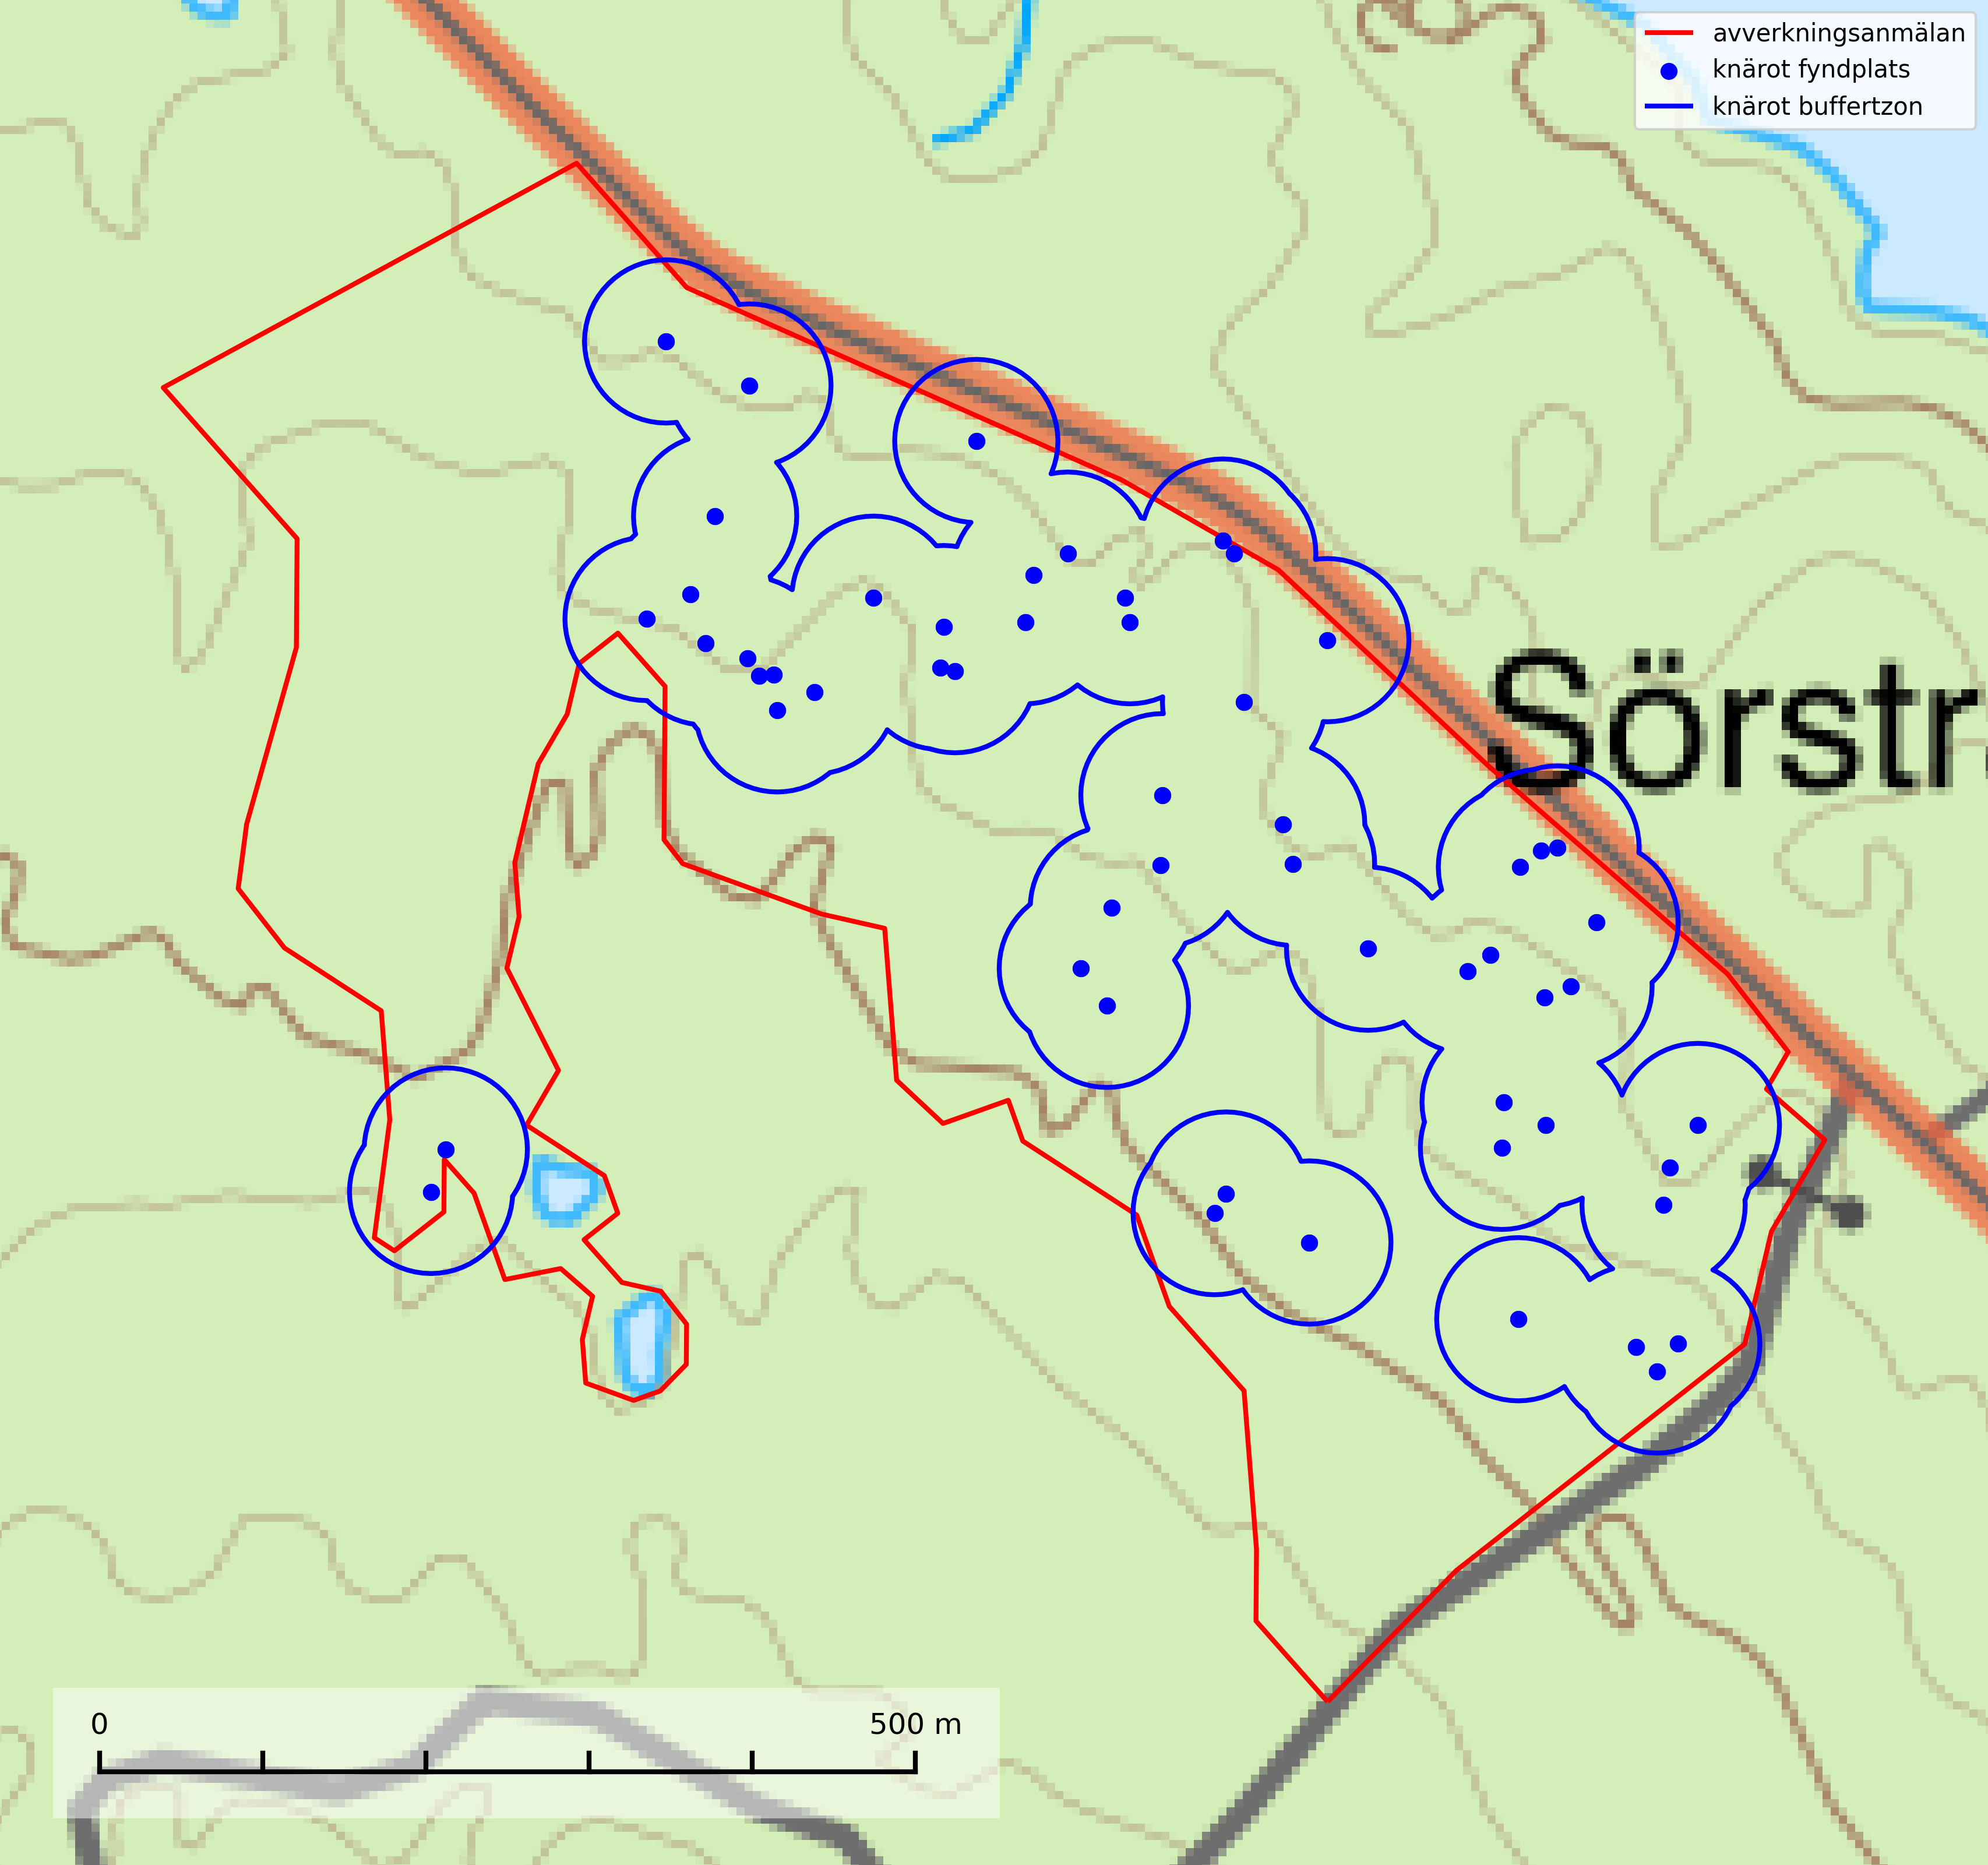 avverkningsanmälan
knärot fyndplats
knärot buffertzon
Sörstr
0 500 m